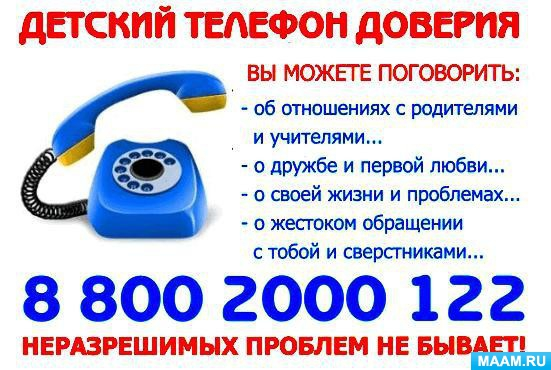 ДЕТСКИЙ ТЕЛЕФОН ДОВЕРИЯ
ВЫ МОЖЕТЕ ПОГОВОРИТЬ:
- об отношениях с родителями
и учителями...
- о дружбе и первой любви...
- о своей жизни и проблемах...
- о жестоком обращении
с тобой и сверстниками...
8 800 2000 122
НЕРАЗРЕШИМЫХ ПРОБЛЕМ НЕ БЫВАЕТ!
MAAM.RU